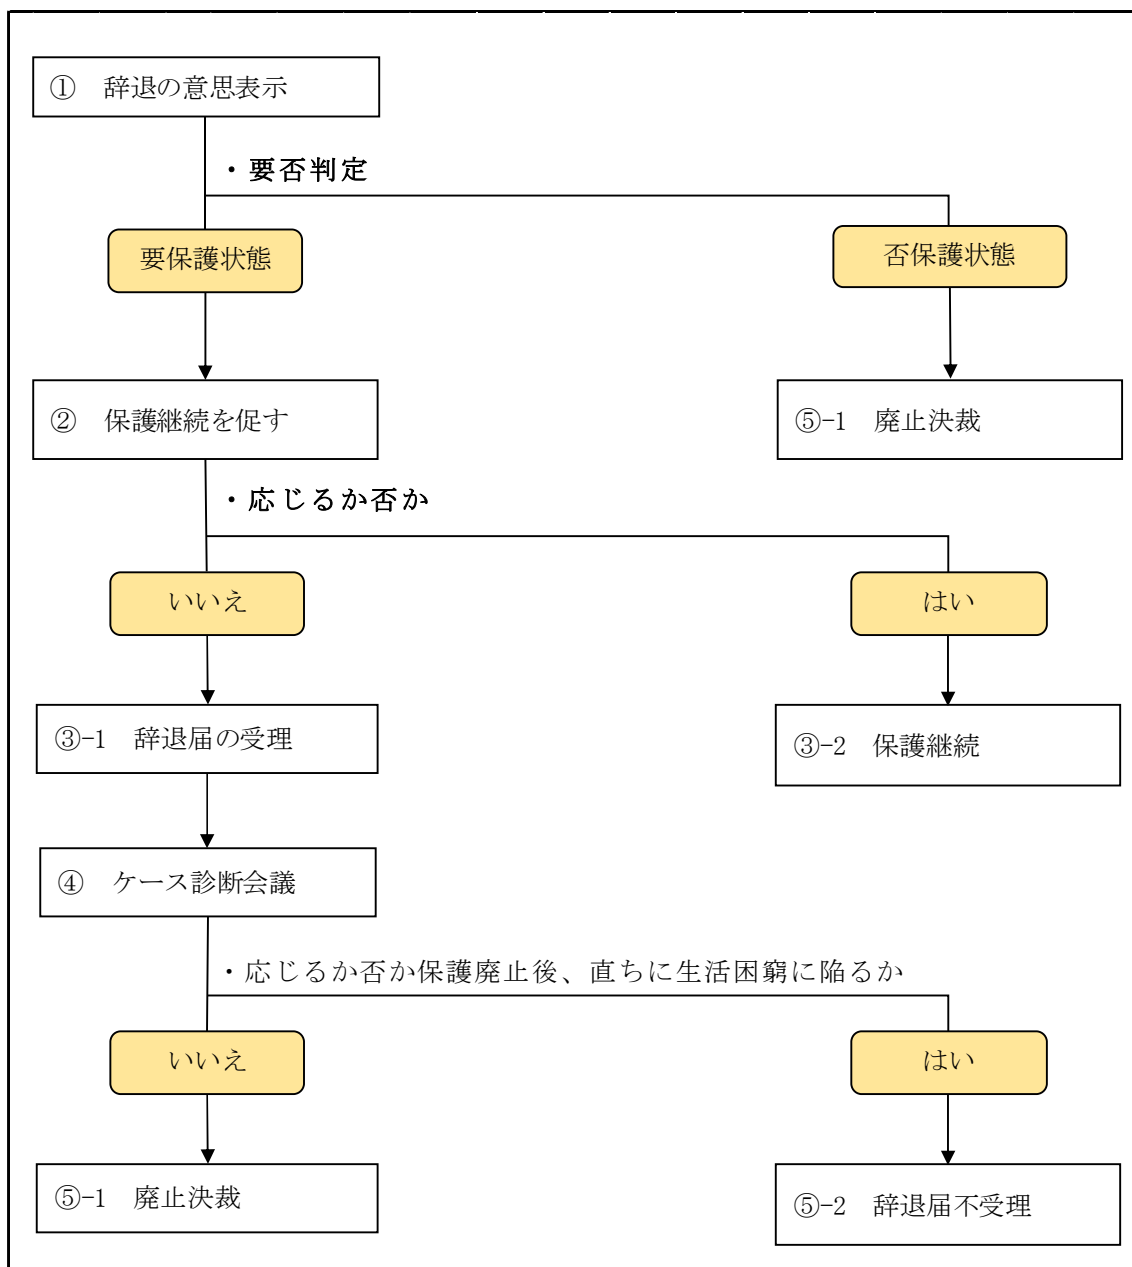 ① 辞退の意思表示
・要否判定
要保護状態
否保護状態
② 保護継続を促す
⑤-1 廃止決裁
・応じるか否か
いいえ
はい
③-1 辞退届の受理
③-2 保護継続
④ ケース診断会議
・応じるか否か保護廃止後、直ちに生活困窮に陥るか
いいえ
はい
⑤-1 廃止決裁
⑤-2 辞退届不受理